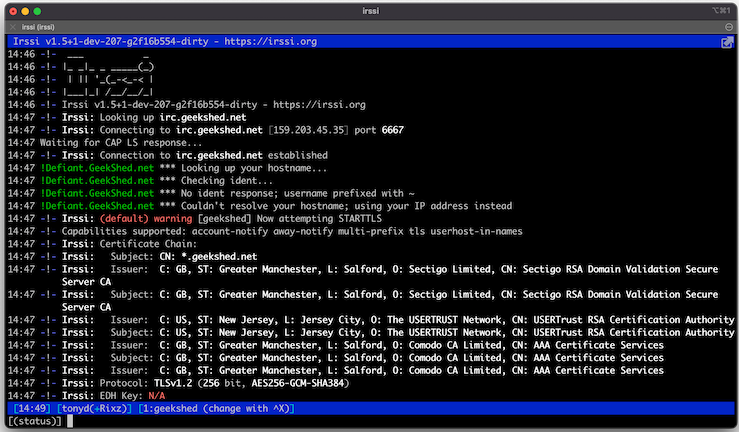 irssi
⌥⌘1
irssi (irssi)
Irssi v1.5+1-dev-207-g2f16b554-dirty - https://irssi.org
14:46 -!-  ___           _
14:46 -!- |_ _|_ _ _____(_)
14:46 -!-  | || '_(_-<_-< |
14:46 -!- |___|_| /__/__/_|
14:46 -!- Irssi v1.5+1-dev-207-g2f16b554-dirty - https://irssi.org
14:47 -!- Irssi: Looking up irc.geekshed.net
14:47 -!- Irssi: Connecting to irc.geekshed.net [159.203.45.35] port 6667
14:47 Waiting for CAP LS response...
14:47 -!- Irssi: Connection to irc.geekshed.net established
14:47 !Defiant.GeekShed.net *** Looking up your hostname...
14:47 !Defiant.GeekShed.net *** Checking ident...
14:47 !Defiant.GeekShed.net *** No ident response; username prefixed with ~
14:47 !Defiant.GeekShed.net *** Couldn't resolve your hostname; using your IP address instead
14:47 -!- Irssi: (default) warning [geekshed] Now attempting STARTTLS
14:47 -!- Capabilities supported: account-notify away-notify multi-prefix tls userhost-in-names
14:47 -!- Irssi: Certificate Chain:
14:47 -!- Irssi:   Subject: CN: *.geekshed.net
14:47 -!- Irssi:   Issuer:  C: GB, ST: Greater Manchester, L: Salford, O: Sectigo Limited, CN: Sectigo RSA Domain Validation Secure
Server CA
14:47 -!- Irssi:   Subject: C: GB, ST: Greater Manchester, L: Salford, O: Sectigo Limited, CN: Sectigo RSA Domain Validation Secure
Server CA
14:47 -!- Irssi:   Issuer:  C: US, ST: New Jersey, L: Jersey City, O: The USERTRUST Network, CN: USERTrust RSA Certification Authority
14:47 -!- Irssi:   Subject: C: US, ST: New Jersey, L: Jersey City, O: The USERTRUST Network, CN: USERTrust RSA Certification Authority
14:47 -!- Irssi:   Issuer:  C: GB, ST: Greater Manchester, L: Salford, O: Comodo CA Limited, CN: AAA Certificate Services
14:47 -!- Irssi:   Subject: C: GB, ST: Greater Manchester, L: Salford, O: Comodo CA Limited, CN: AAA Certificate Services
14:47 -!- Irssi:   Issuer:  C: GB, ST: Greater Manchester, L: Salford, O: Comodo CA Limited, CN: AAA Certificate Services
14:47 -!- Irssi: Protocol: TLSv1.2 (256 bit, AES256-GCM-SHA384)
14:47 -!- Irssi: EDH Key: N/A
[14:49] [tonyd(+Rixz)] [1:geekshed (change with ^X)]
[(status)]